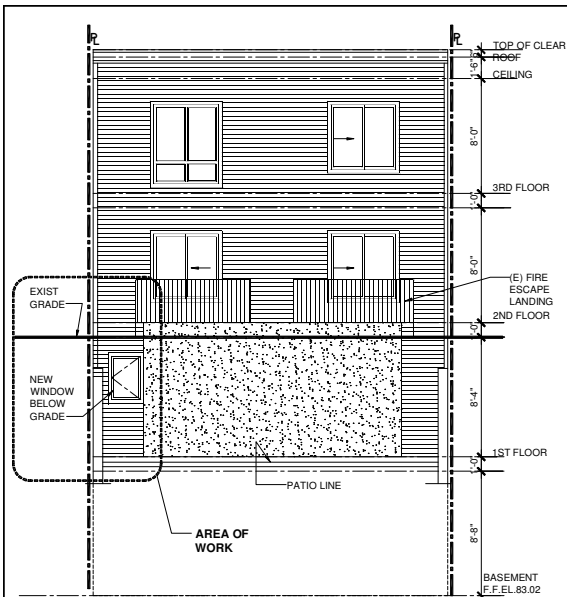 PL
PL
TOP OF CLEAR
ROOF
1'-6"
CEILING
8'-0"
3RD FLOOR
1'-0"
8'-0"
(E) FIRE
ESCAPE
LANDING
2ND FLOOR
EXIST
GRADE
NEW
WINDOW
BELOW
GRADE
8'-4"
1ST FLOOR
1'-0"
PATIO LINE
AREA OF
WORK
8'-8"
BASEMENT
F.F.EL.83.02